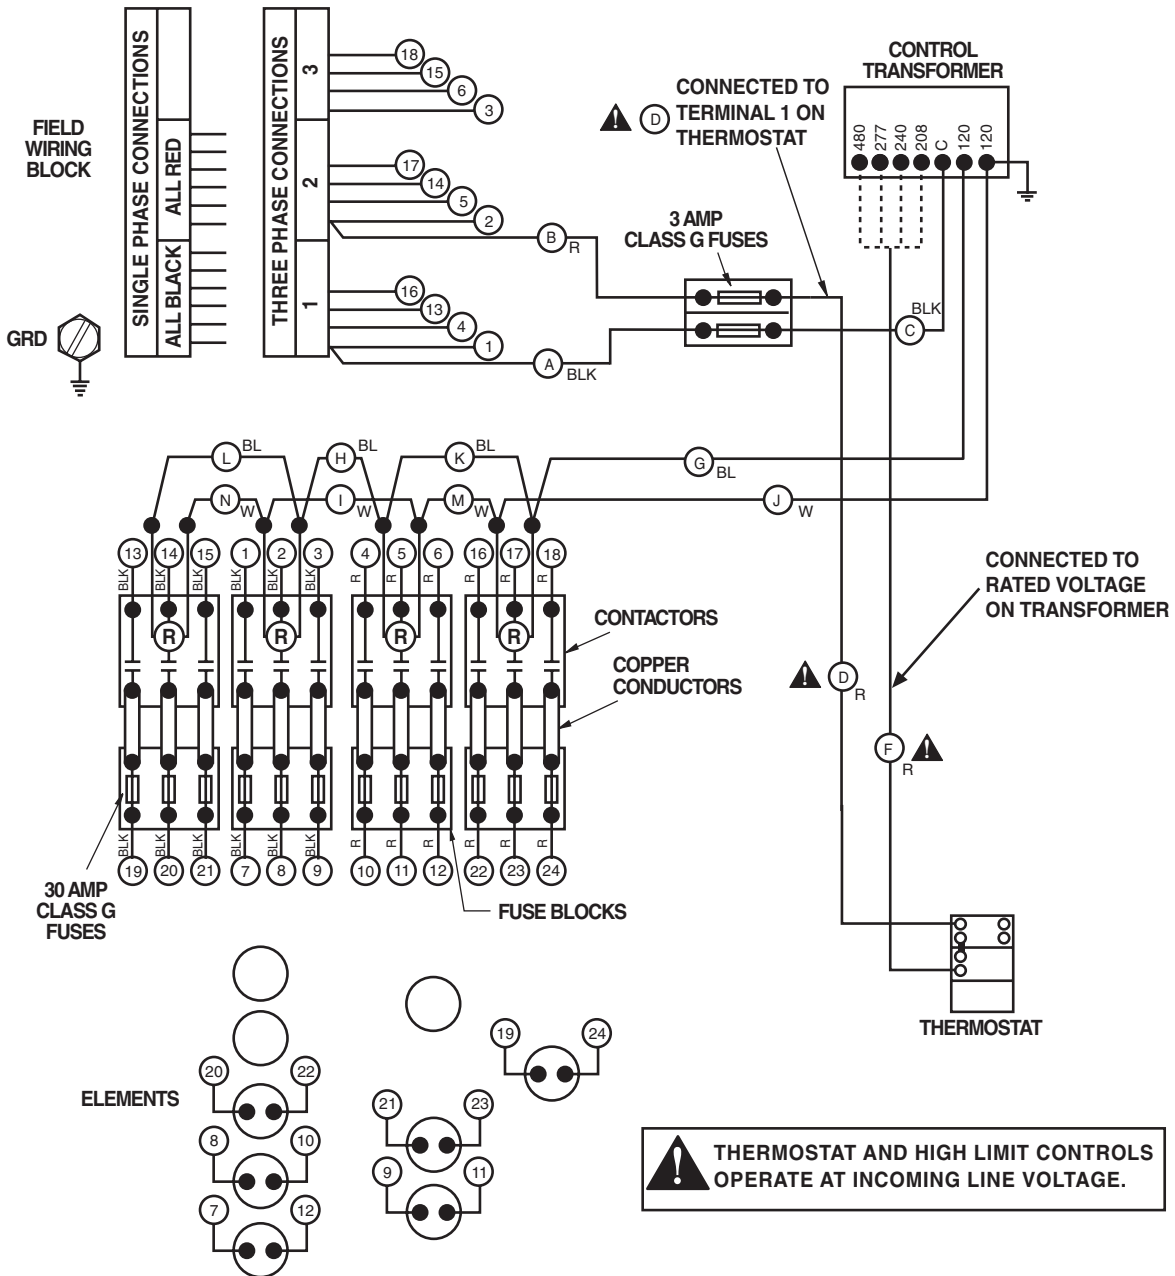 FIELD
WIRING
BLOCK
GRD
SINGLE PHASE CONNECTIONS
ALL RED
ALL BLACK
THREE PHASE CONNECTIONS
3
2
1
18
15
6
3
17
14
5
2
16
13
4
1
B
R
A
BLK
D
CONNECTED TO
TERMINAL 1 ON
THERMOSTAT
3 AMP
CLASS G FUSES
CONTROL
TRANSFORMER
480
277
240
208
C
120
120
BLK
C
L
BL
H
BL
K
BL
G
BL
N
W
I
W
M
W
J
W
13
14
15
1
2
3
4
5
6
16
17
18
BLK
BLK
BLK
BLK
BLK
BLK
R
R
R
R
R
R
R
R
R
R
CONTACTORS
COPPER
CONDUCTORS
CONNECTED TO
RATED VOLTAGE
ON TRANSFORMER
D
R
F
R
BLK
BLK
BLK
BLK
BLK
BLK
R
R
R
R
R
R
19
20
21
7
8
9
10
11
12
22
23
24
30 AMP
CLASS G
FUSES
FUSE BLOCKS
THERMOSTAT
ELEMENTS
20
22
8
10
7
12
21
23
9
11
19
24
! THERMOSTAT AND HIGH LIMIT CONTROLS
OPERATE AT INCOMING LINE VOLTAGE.